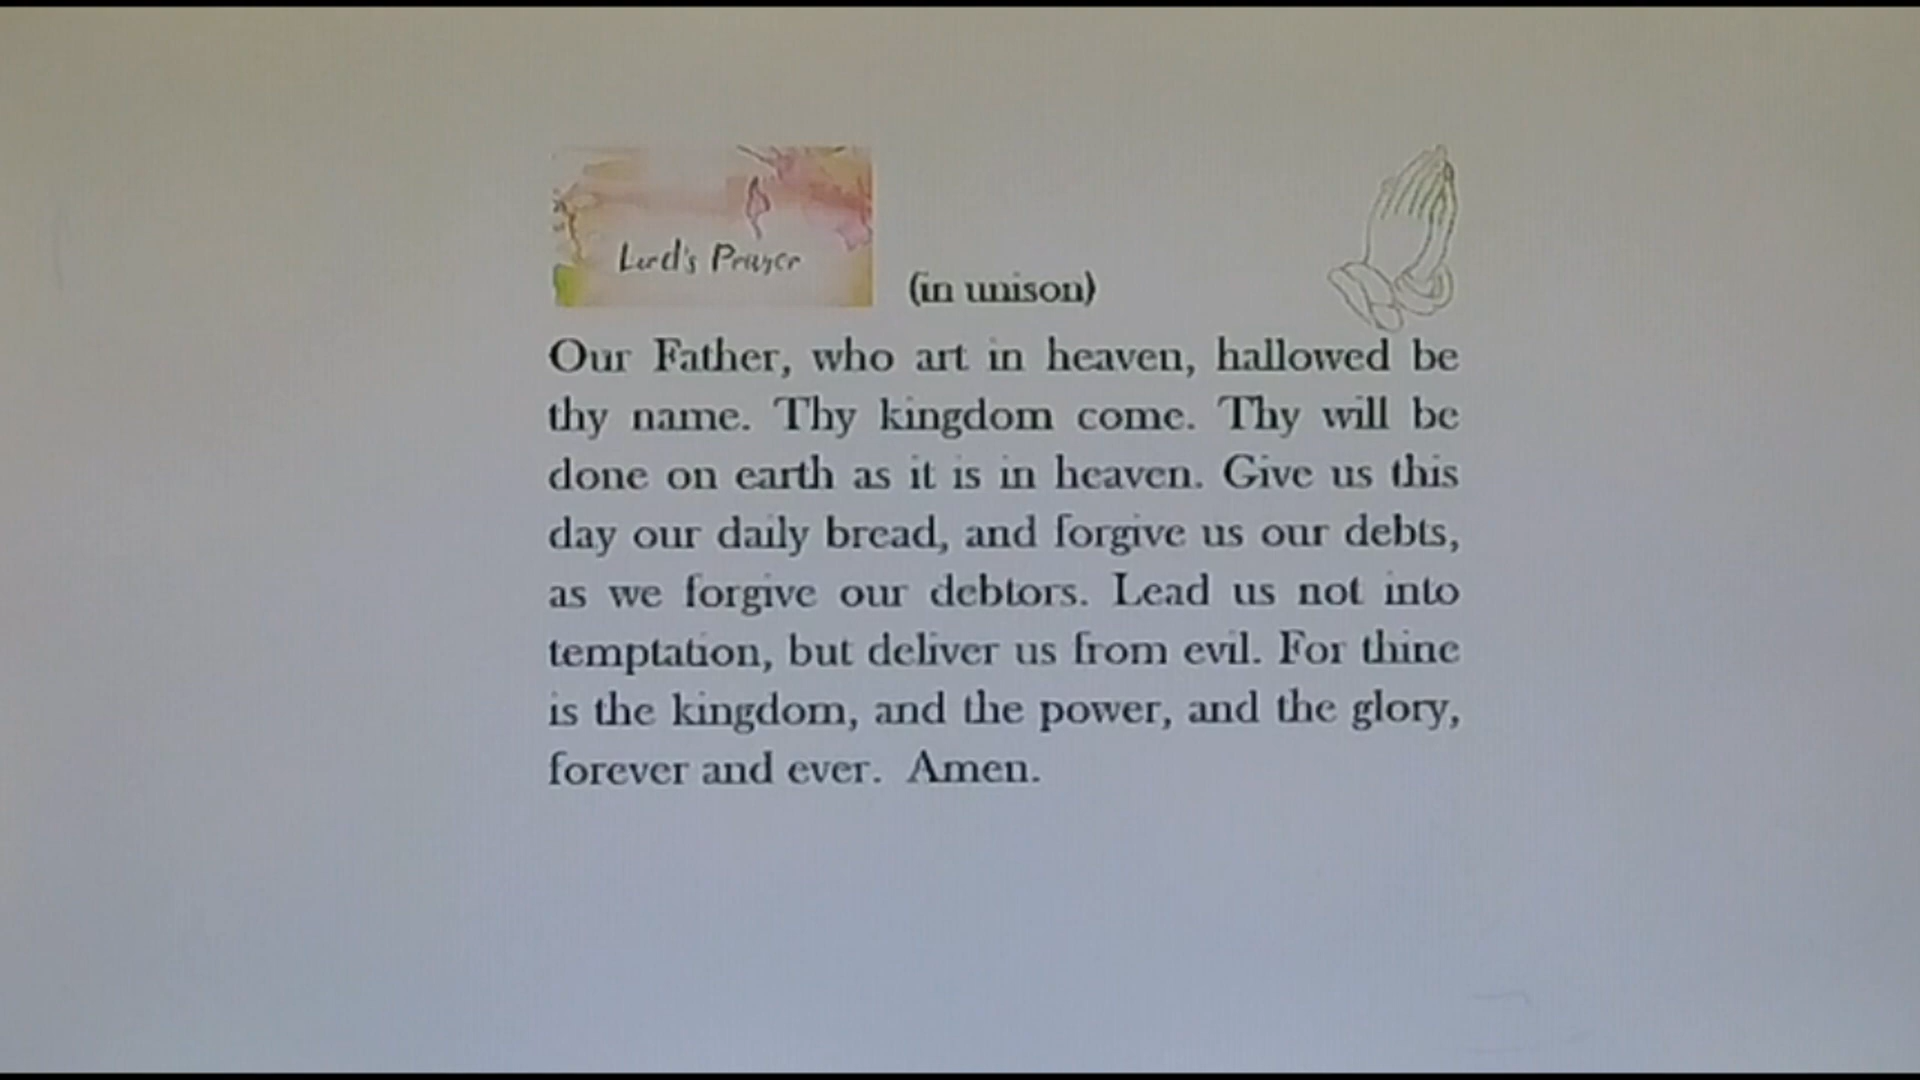 Lord's Prayer
(in unison)
Our Father, who art in heaven, hallowed be
thy name. Thy kingdom come. Thy will be
done on earth as it is in heaven. Give us this
day our daily bread, and forgive us our debts,
as we forgive our debtors. Lead us not into
temptation, but deliver us from evil. For thine
is the kingdom, and the power, and the glory,
forever and ever. Amen.